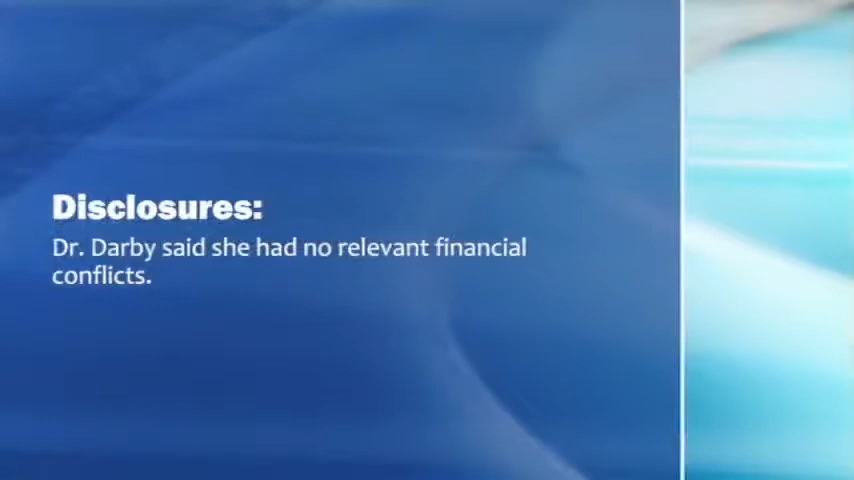 Disclosures:
Dr. Darby said she had no relevant financial
conflicts.